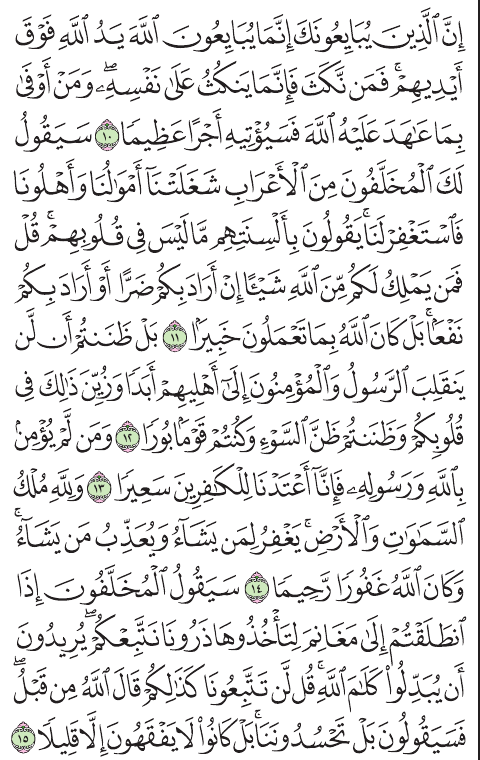 إِنَّ ٱلَّذِينَ يُبَايِعُونَكَ إِنَّمَا يُبَايِعُونَ ٱللَّهَ يَدُ ٱللَّهِ فَوْقَ
أَيْدِيهِمْۚ فَمَن نَّكَثَ فَإِنَّمَا يَنكُثُ عَلَىٰ نَفْسِهِۦۖ وَمَنْ أَوْفَىٰ
بِمَا عَٰهَدَ عَلَيْهُ ٱللَّهَ فَسَيُؤْتِيهِ أَجْرًا عَظِيمًا ١٠ سَيَقُولُ
لَكَ ٱلْمُخَلَّفُونَ مِنَ ٱلْأَعْرَابِ شَغَلَتْنَآ أَمْوَٰلُنَا وَأَهْلُونَا
فَٱسْتَغْفِرْ لَنَاۚ يَقُولُونَ بِأَلْسِنَتِهِم مَّا لَيْسَ فِى قُلُوبِهِمْۚ قُلْ
فَمَن يَمْلِكُ لَكُم مِّنَ ٱللَّهِ شَيْـًٔا إِنْ أَرَادَ بِكُمْ ضَرًّا أَوْ أَرَادَ بِكُمْ
نَفْعًۢاۚ بَلْ كَانَ ٱللَّهُ بِمَا تَعْمَلُونَ خَبِيرًۢا ١١ بَلْ ظَنَنتُمْ أَن لَّن
يَنقَلِبَ ٱلرَّسُولُ وَٱلْمُؤْمِنُونَ إِلَىٰٓ أَهْلِيهِمْ أَبَدًا وَزُيِّنَ ذَٰلِكَ فِى
قُلُوبِكُمْ وَظَنَنتُمْ ظَنَّ ٱلسَّوْءِ وَكُنتُمْ قَوْمًۢا بُورًا ١٢ وَمَن لَّمْ يُؤْمِنۢ
بِٱللَّهِ وَرَسُولِهِۦ فَإِنَّآ أَعْتَدْنَا لِلْكَٰفِرِينَ سَعِيرًا ١٣ وَلِلَّهِ مُلْكُ
ٱلسَّمَٰوَٰتِ وَٱلْأَرْضِۚ يَغْفِرُ لِمَن يَشَآءُ وَيُعَذِّبُ مَن يَشَآءُۚ
وَكَانَ ٱللَّهُ غَفُورًا رَّحِيمًا ١٤ سَيَقُولُ ٱلْمُخَلَّفُونَ إِذَا
ٱنطَلَقْتُمْ إِلَىٰ مَغَانِمَ لِتَأْخُذُوهَا ذَرُونَا نَتَّبِعْكُمْۖ يُرِيدُونَ
أَن يُبَدِّلُوا۟ كَلَٰمَ ٱللَّهِۚ قُل لَّن تَتَّبِعُونَا كَذَٰلِكُمْ قَالَ ٱللَّهُ مِن قَبْلُۖ
فَسَيَقُولُونَ بَلْ تَحْسُدُونَنَاۚ بَلْ كَانُوا۟ لَا يَفْقَهُونَ إِلَّا قَلِيلًا ١٥